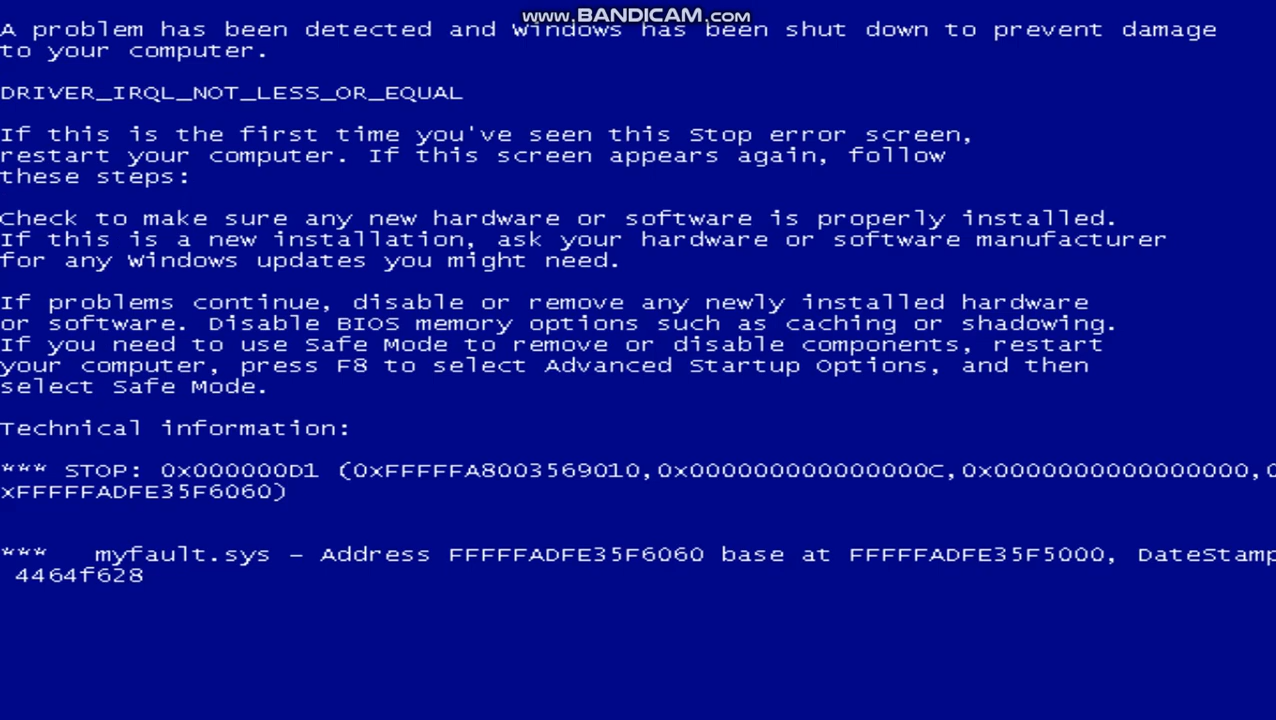 www.BANDICAM.com
A problem has been detected and Windows has been shut down to prevent damage
to your computer.
DRIVER_IRQL_NOT_LESS_OR_EQUAL
If this is the first time you've seen this Stop error screen,
restart your computer. If this screen appears again, follow
these steps:
Check to make sure any new hardware or software is properly installed.
If this is a new installation, ask your hardware or software manufacturer
for any Windows updates you might need.
If problems continue, disable or remove any newly installed hardware
or software. Disable BIOS memory options such as caching or shadowing.
If you need to use Safe Mode to remove or disable components, restart
your computer, press F8 to select Advanced Startup Options, and then
select Safe Mode.
Technical information:
*** STOP: 0x000000D1 (0xFFFFFA8003569010,0x000000000000000C,0x0000000000000000,0
xFFFFFADFE35F6060)
*** myfault.sys - Address FFFFFADFE35F6060 base at FFFFFADFE35F5000, DateStamp
4464f628